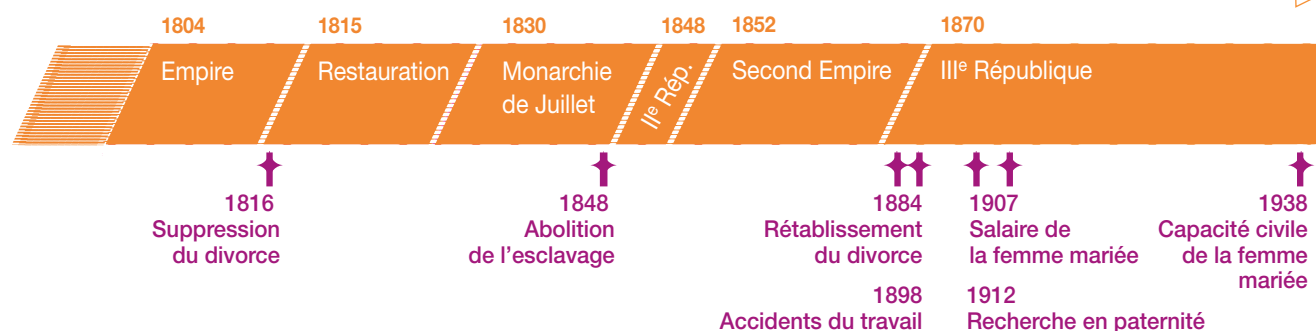 1804
1815
1830
1848
1852
1870
Empire
Restauration
Monarchie
de Juillet
IIe Rép.
Second Empire
IIIe République
1816
Suppression
du divorce
1848
Abolition
de l’esclavage
1884
Rétablissement
du divorce
1898
Accidents du travail
1907
Salaire de
la femme mariée
1912
Recherche en paternité
1938
Capacité civile
de la femme
mariée